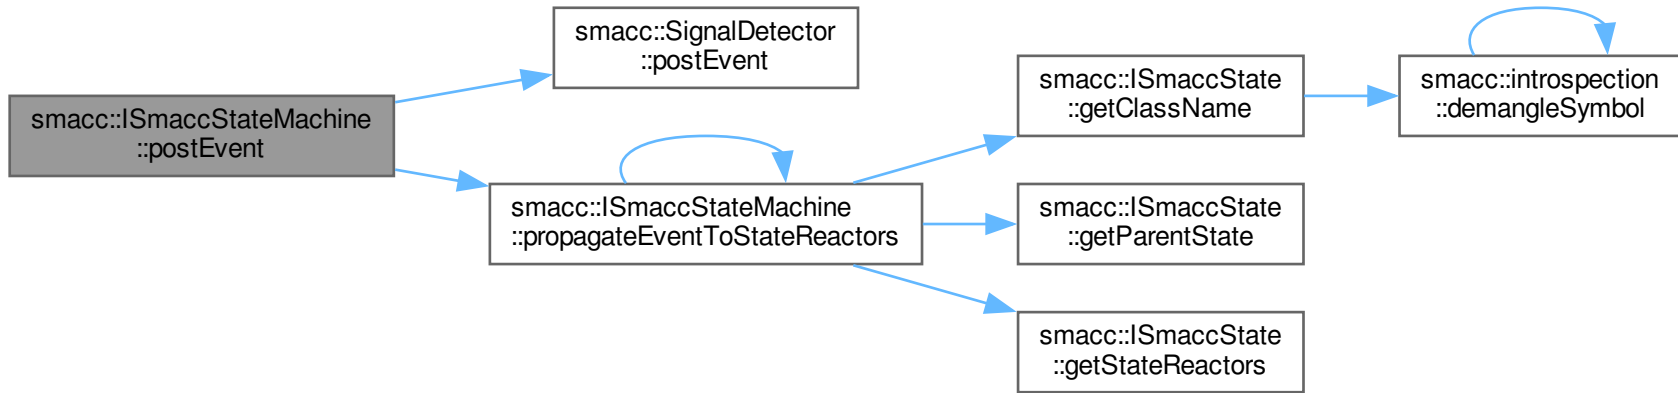 smacc::ISmaccStateMachine
::postEvent
smacc::SignalDetector
::postEvent
smacc::ISmaccStateMachine
::propagateEventToStateReactors
smacc::ISmaccState
::getClassName
smacc::introspection
::demangleSymbol
smacc::ISmaccState
::getParentState
smacc::ISmaccState
::getStateReactors